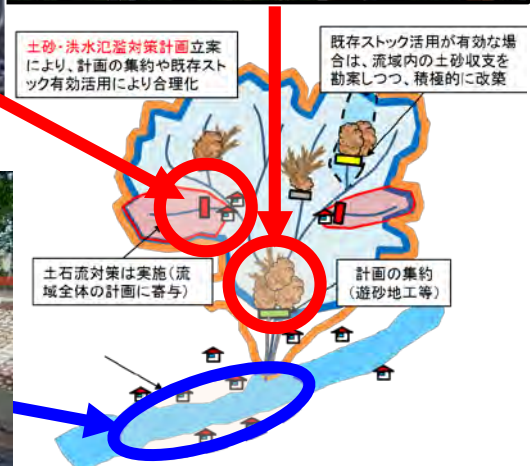 土砂・洪水氾濫対策計画立案
により、計画の集約や既存スト
ック有効活用により合理化
既存ストック活用が有効な場
合は、流域内の土砂収支を
勘案しつつ、積極的に改築
土石流対策は実施(流
域全体の計画に寄与)
計画の集約
(遊砂地工等)